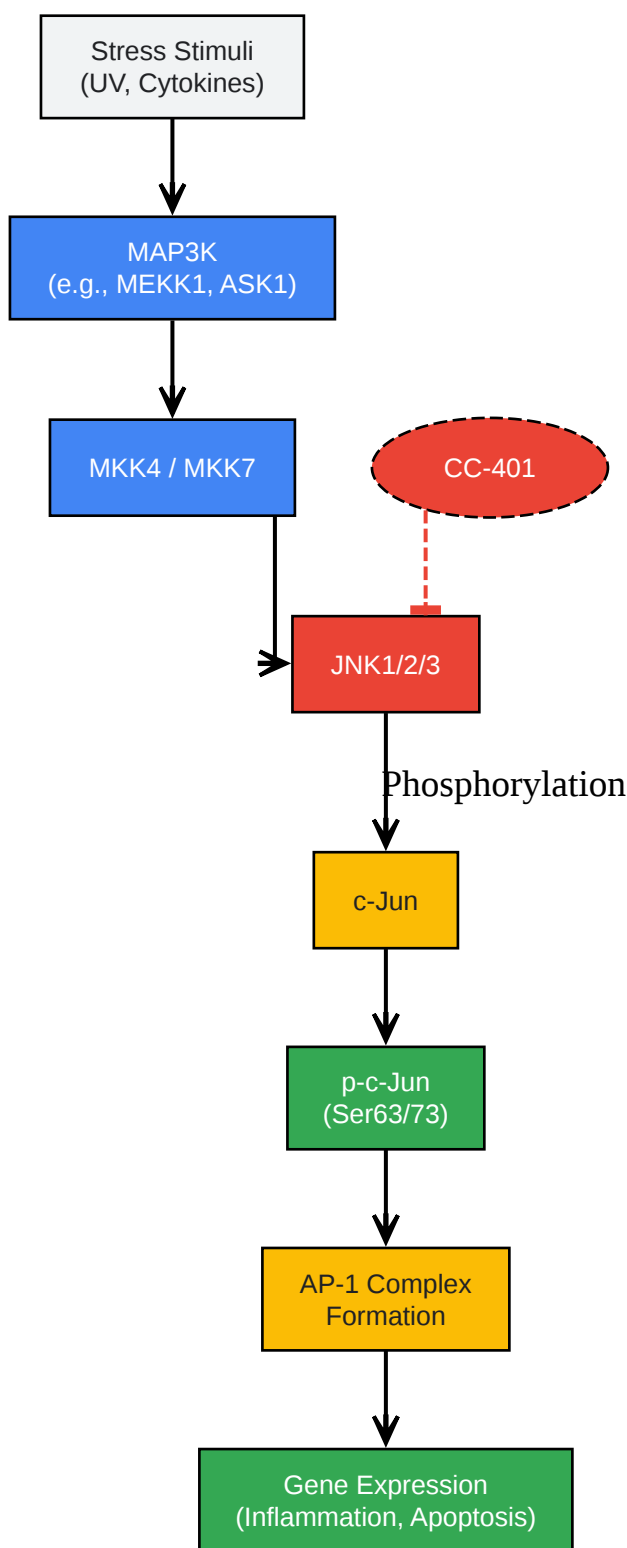 Stress Stimuli
(UV, Cytokines)
MAP3K
(e.g., MEKK1, ASK1)
MKK4 / MKK7
CC-401
JNK1/2/3
Phosphorylation
c-Jun
p-c-Jun
(Ser63/73)
AP-1 Complex
Formation
Gene Expression
(Inflammation, Apoptosis)